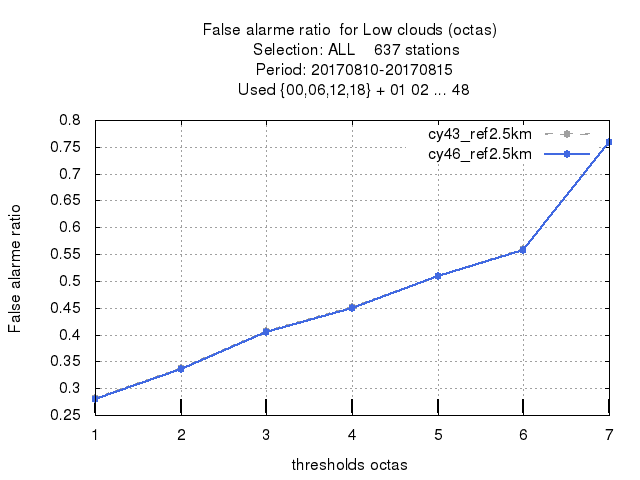 False alarme ratio  for Low clouds (octas)
Selection: ALL    637 stations
Period: 20170810-20170815
Used {00,06,12,18} + 01 02 ... 48
cy43_ref2.5km
cy46_ref2.5km
False alarme ratio
0.8
0.75
0.7
0.65
0.6
0.55
0.5
0.45
0.4
0.35
0.3
0.25
1 2 3 4 5 6 7
thresholds octas